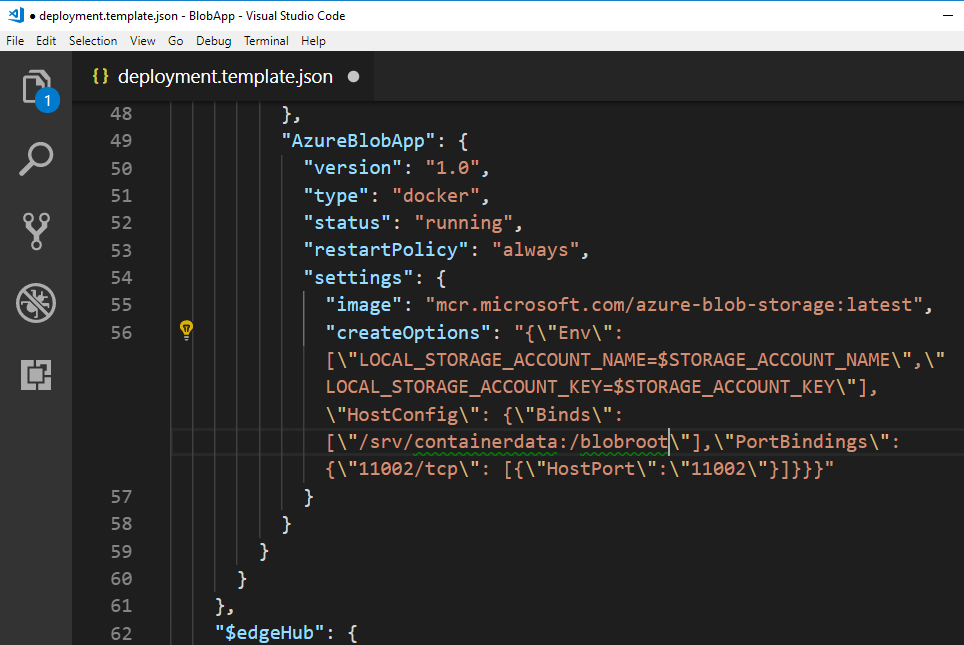 ● deployment.template.json - BlobApp - Visual Studio Code
File Edit Selection View Go Debug Terminal Help
1
{} deployment.template.json ●
48 },
49 "AzureBlobApp": {
50 "version": "1.0",
51 "type": "docker",
52 "status": "running",
53 "restartPolicy": "always",
54 "settings": {
55 "image": "mcr.microsoft.com/azure-blob-storage:latest",
56 "createOptions": "{\"Env\":
[\"LOCAL_STORAGE_ACCOUNT_NAME=$STORAGE_ACCOUNT_NAME\",\"
LOCAL_STORAGE_ACCOUNT_KEY=$STORAGE_ACCOUNT_KEY\"],
\"HostConfig\": {\"Binds\":
[\"/srv/containerdata:/blobroot\"],\"PortBindings\":
{\"11002/tcp\": [{\"HostPort\":\"11002\"}]}}}"
57 }
58 }
59 }
60 }
61 },
62 "$edgeHub": {